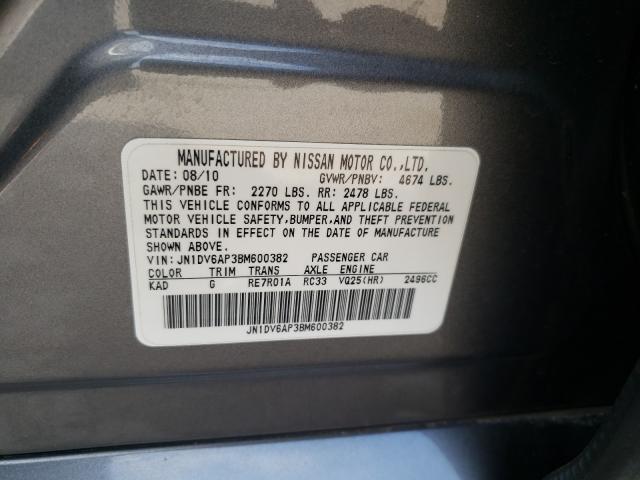 MANUFACTURED BY NISSAN MOTOR CO.,LTD.
DATE: 08/10 GVWR/PNBV: 4674 LBS.
GAWR/PNBE FR: 2270 LBS. RR: 2478 LBS.
THIS VEHICLE CONFORMS TO ALL APPLICABLE FEDERAL
MOTOR VEHICLE SAFETY,BUMPER,AND THEFT PREVENTION
STANDARDS IN EFFECT ON THE DATE OF MANUFACTURE
SHOWN ABOVE.
VIN: JN1DV6AP3BM600382 PASSENGER CAR
COLOR TRIM TRANS AXLE ENGINE
KAD G RE7R01A RC33 VQ25(HR) 2496CC
JN1DV6AP3BM600382